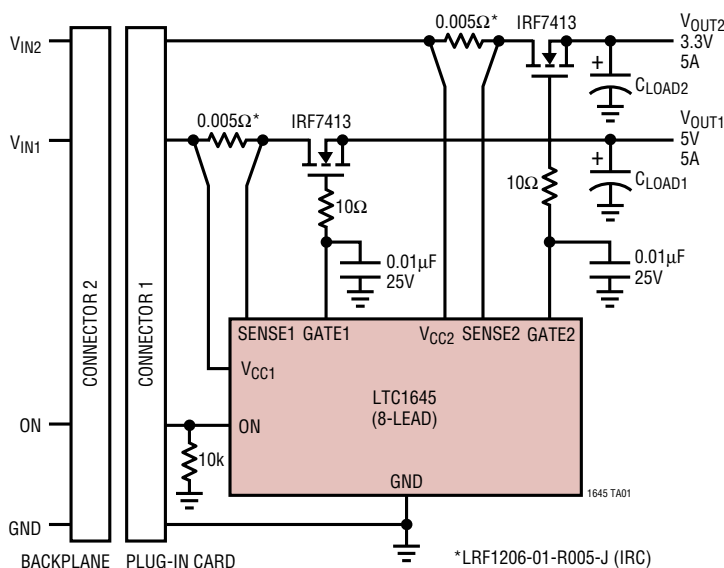 0.005Ω*
IRF7413
VOUT2
3.3V
5A
VIN2
CLOAD2
0.005Ω*
IRF7413
VOUT1
5V
5A
VIN1
CLOAD1
10Ω
10Ω
0.01µF
25V
0.01µF
25V
CONNECTOR 2
CONNECTOR 1
SENSE1
GATE1
VCC2
SENSE2
GATE2
VCC1
LTC1645
(8-LEAD)
ON
ON
10k
GND
1645 TA01
GND
BACKPLANE
PLUG-IN CARD
*LRF1206-01-R005-J (IRC)